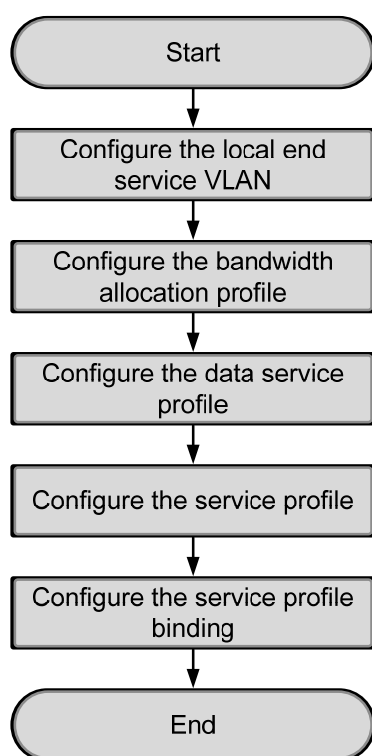 Start
Configure the local end
service VLAN
Configure the bandwidth
allocation profile
Configure the data service
profile
Configure the service profile
Configure the service profile
binding
End